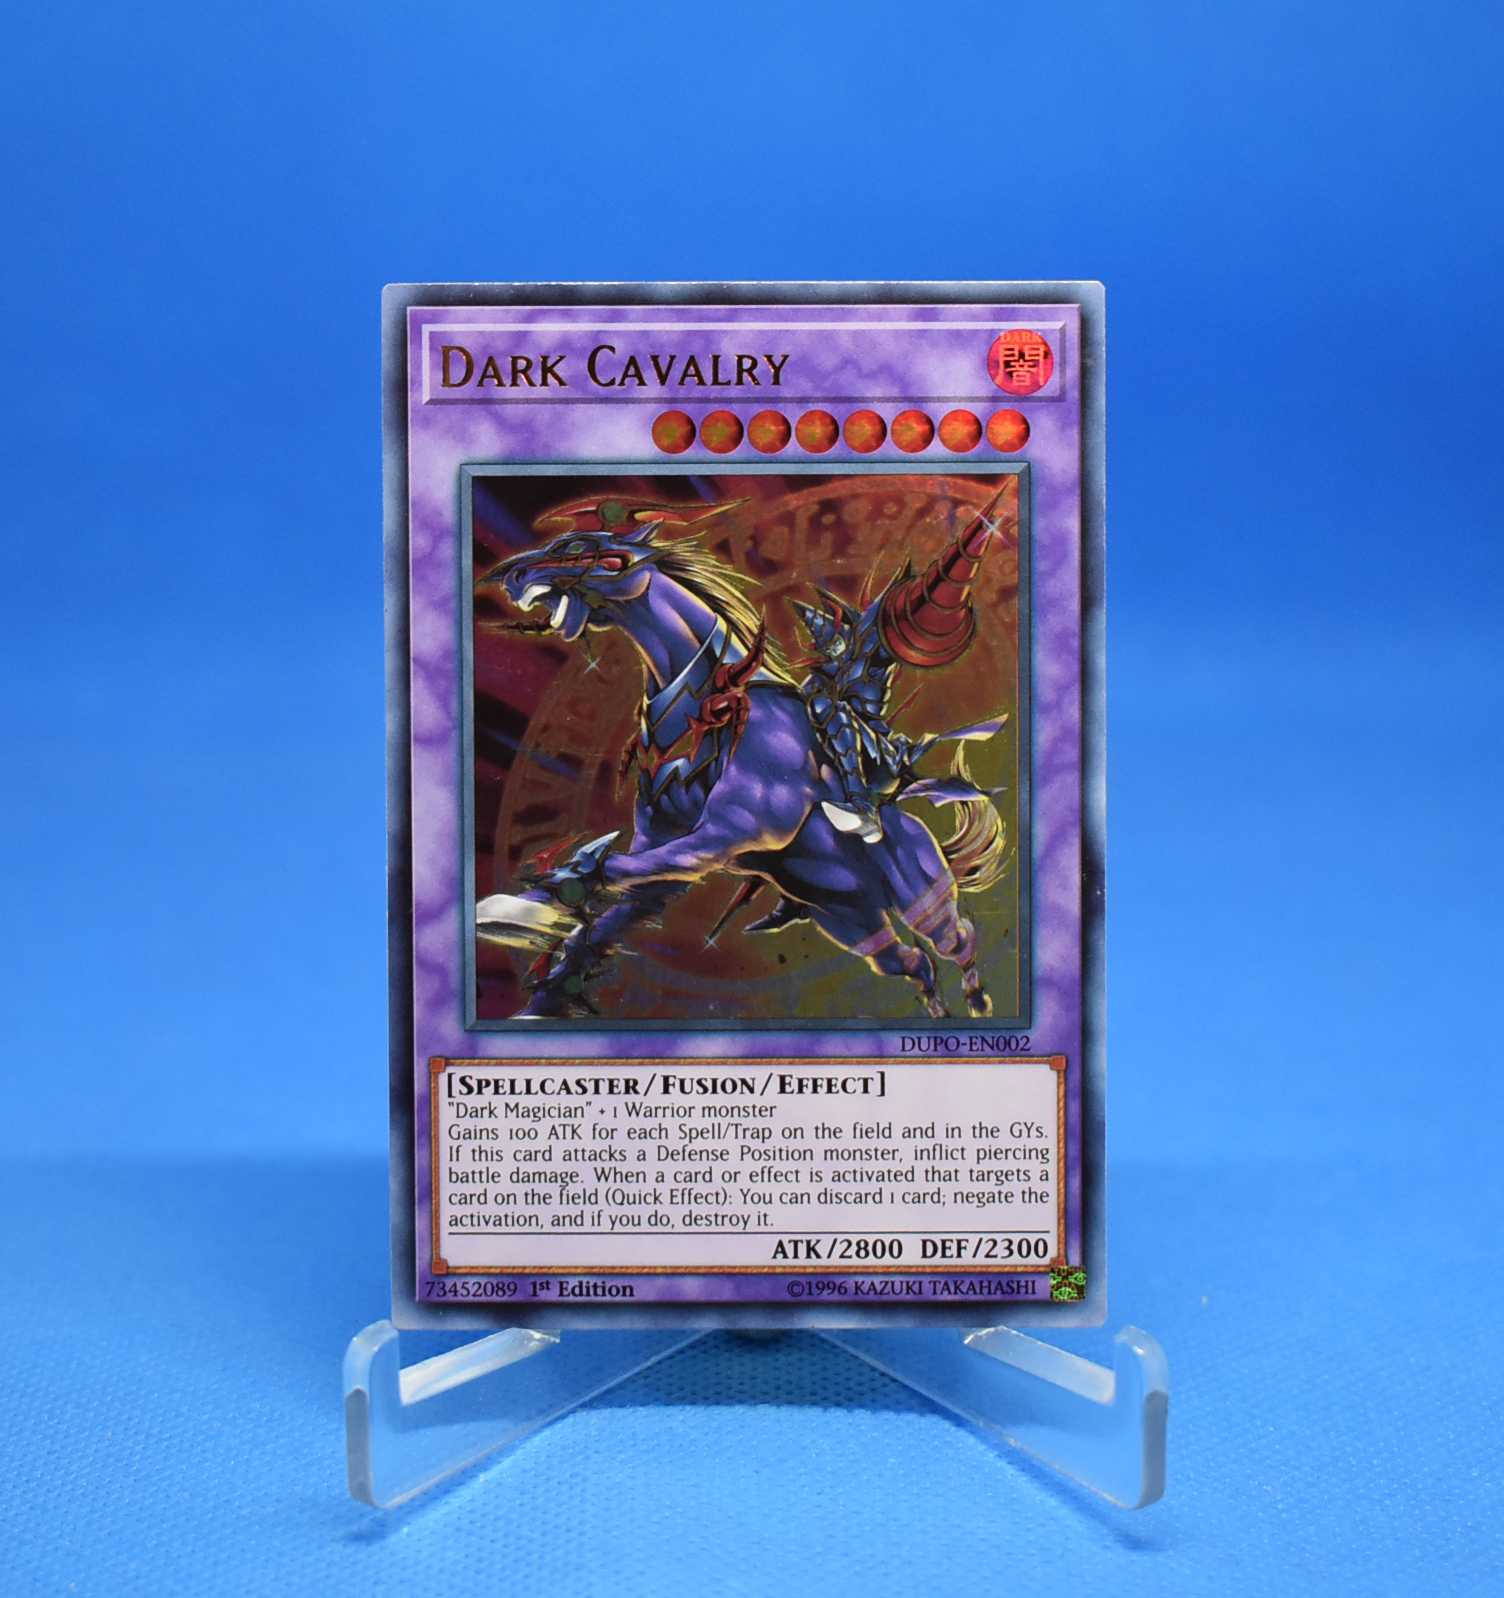 DARK CAVALRY
DARK
闇
DUPO-EN002
[SPELLCASTER/FUSION/EFFECT]
"Dark Magician" + 1 Warrior monster
Gains 100 ATK for each Spell/Trap on the field and in the GYs.
If this card attacks a Defense Position monster, inflict piercing
battle damage. When a card or effect is activated that targets a
card on the field (Quick Effect): You can discard 1 card; negate the
activation, and if you do, destroy it.
ATK/2800 DEF/2300
73452089 1st Edition ©1996 KAZUKI TAKAHASHI